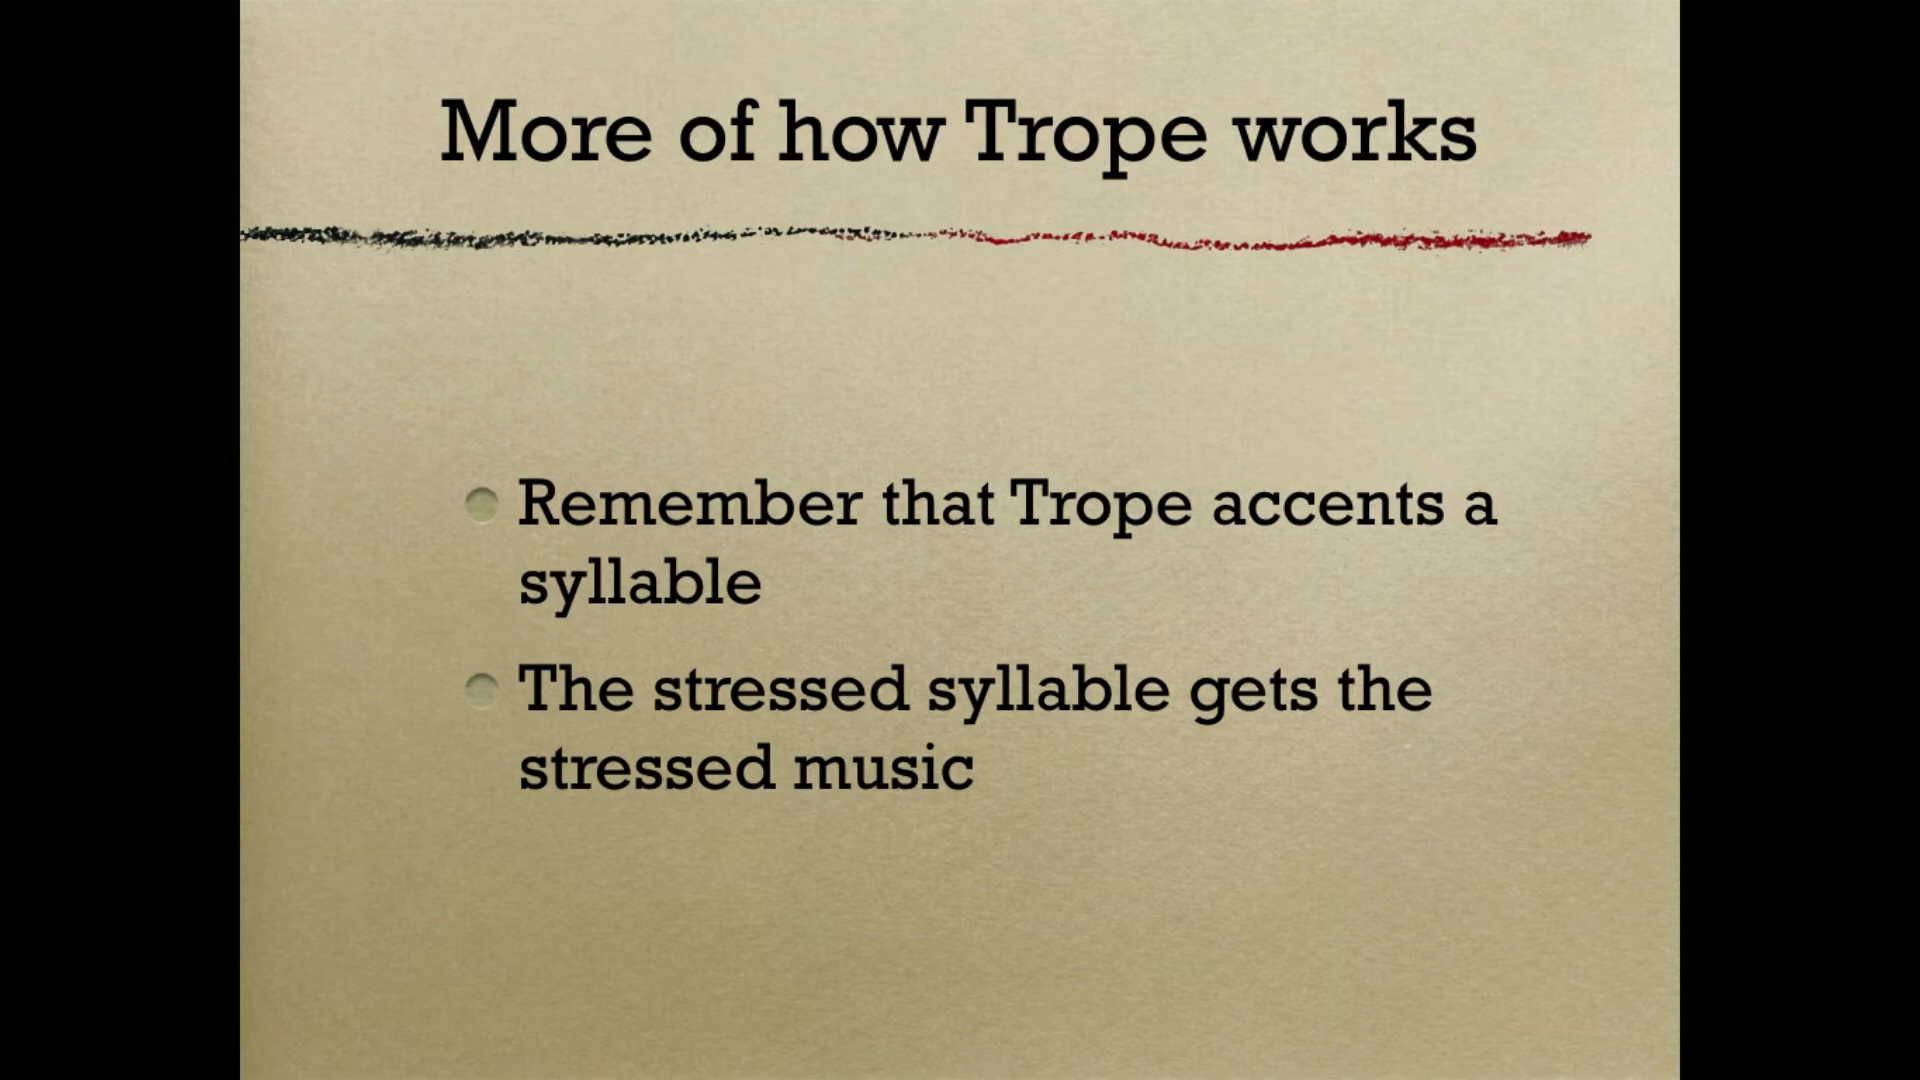 More of how Trope works
Remember that Trope accents a
syllable
The stressed syllable gets the
stressed music